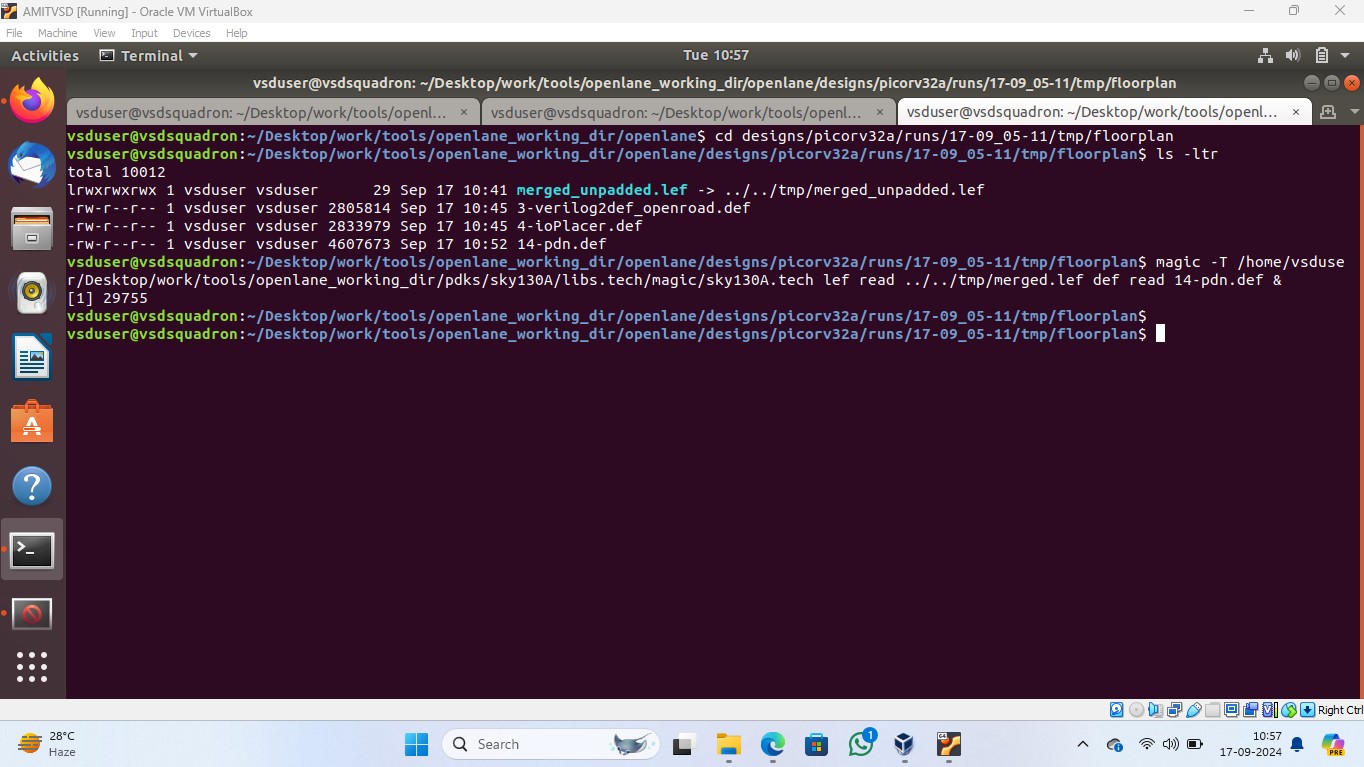 AMITVSD [Running] - Oracle VM VirtualBox
File Machine View Input Devices Help
Activities Terminal Tue 10:57
vsduser@vsdsquadron: ~/Desktop/work/tools/openlane_working_dir/openlane/designs/picorv32a/runs/17-09_05-11/tmp/floorplan
vsduser@vsdsquadron: ~/Desktop/work/tools/openl... × vsduser@vsdsquadron: ~/Desktop/work/tools/openl... × vsduser@vsdsquadron: ~/Desktop/work/tools/openl... ×
vsduser@vsdsquadron:~/Desktop/work/tools/openlane_working_dir/openlane$ cd designs/picorv32a/runs/17-09_05-11/tmp/floorplan
vsduser@vsdsquadron:~/Desktop/work/tools/openlane_working_dir/openlane/designs/picorv32a/runs/17-09_05-11/tmp/floorplan$ ls -ltr
total 10012
lrwxrwxrwx 1 vsduser vsduser      29 Sep 17 10:41 merged_unpadded.lef -> ../../tmp/merged_unpadded.lef
-rw-r--r-- 1 vsduser vsduser 2805814 Sep 17 10:45 3-verilog2def_openroad.def
-rw-r--r-- 1 vsduser vsduser 2833979 Sep 17 10:45 4-ioPlacer.def
-rw-r--r-- 1 vsduser vsduser 4607673 Sep 17 10:52 14-pdn.def
vsduser@vsdsquadron:~/Desktop/work/tools/openlane_working_dir/openlane/designs/picorv32a/runs/17-09_05-11/tmp/floorplan$ magic -T /home/vsduse
r/Desktop/work/tools/openlane_working_dir/pdks/sky130A/libs.tech/magic/sky130A.tech lef read ../../tmp/merged.lef def read 14-pdn.def &
[1] 29755
vsduser@vsdsquadron:~/Desktop/work/tools/openlane_working_dir/openlane/designs/picorv32a/runs/17-09_05-11/tmp/floorplan$
vsduser@vsdsquadron:~/Desktop/work/tools/openlane_working_dir/openlane/designs/picorv32a/runs/17-09_05-11/tmp/floorplan$
Right Ctrl
28°C
Haze
Search
1
64
10:57
17-09-2024
PRE